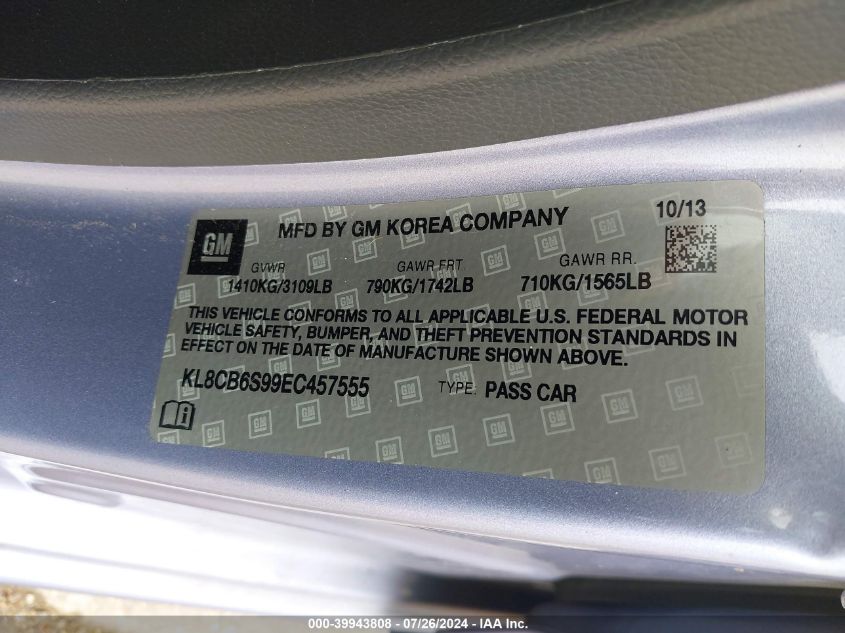 GM
MFD BY GM KOREA COMPANY
10/13
GVWR GAWR FRT GAWR RR.
1410KG/3109LB 790KG/1742LB 710KG/1565LB
THIS VEHICLE CONFORMS TO ALL APPLICABLE U.S. FEDERAL MOTOR
VEHICLE SAFETY, BUMPER, AND THEFT PREVENTION STANDARDS IN
EFFECT ON THE DATE OF MANUFACTURE SHOWN ABOVE.
KL8CB6S99EC457555 TYPE: PASS CAR
000-39943808 - 07/26/2024 - IAA Inc.